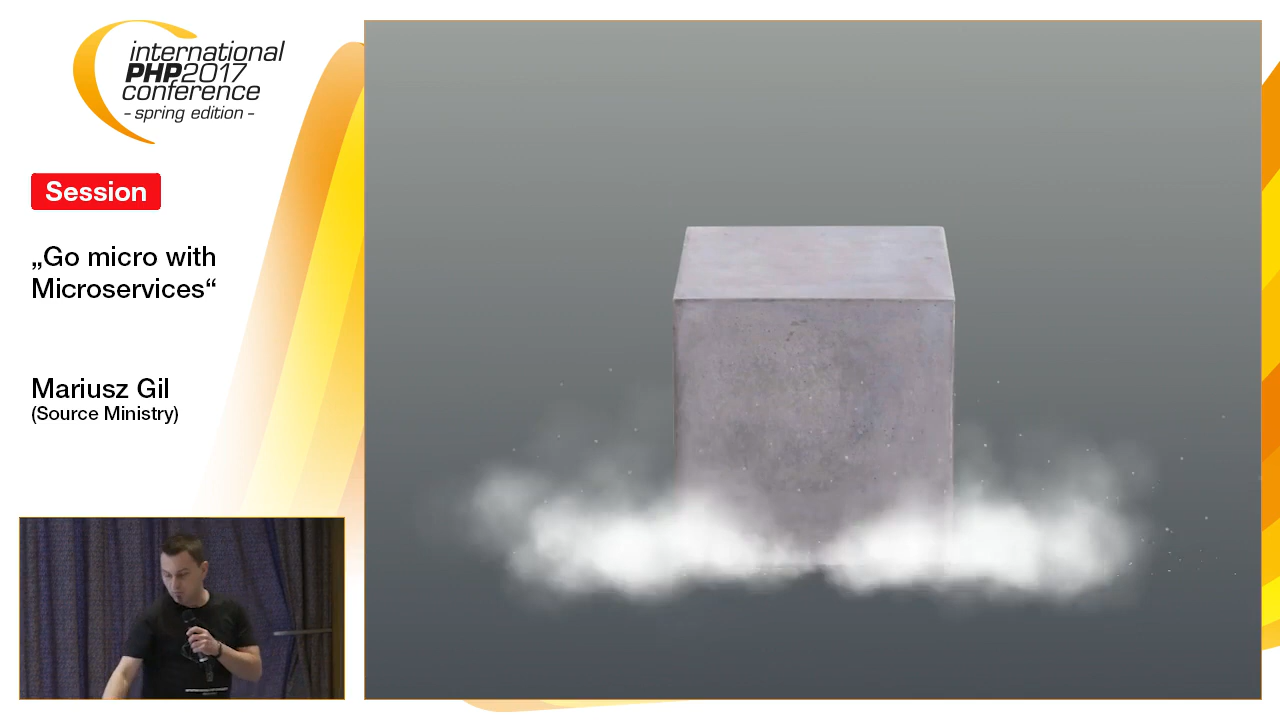 international
PHP2017
conference
- spring edition -
Session
„Go micro with
Microservices“
Mariusz Gil
(Source Ministry)